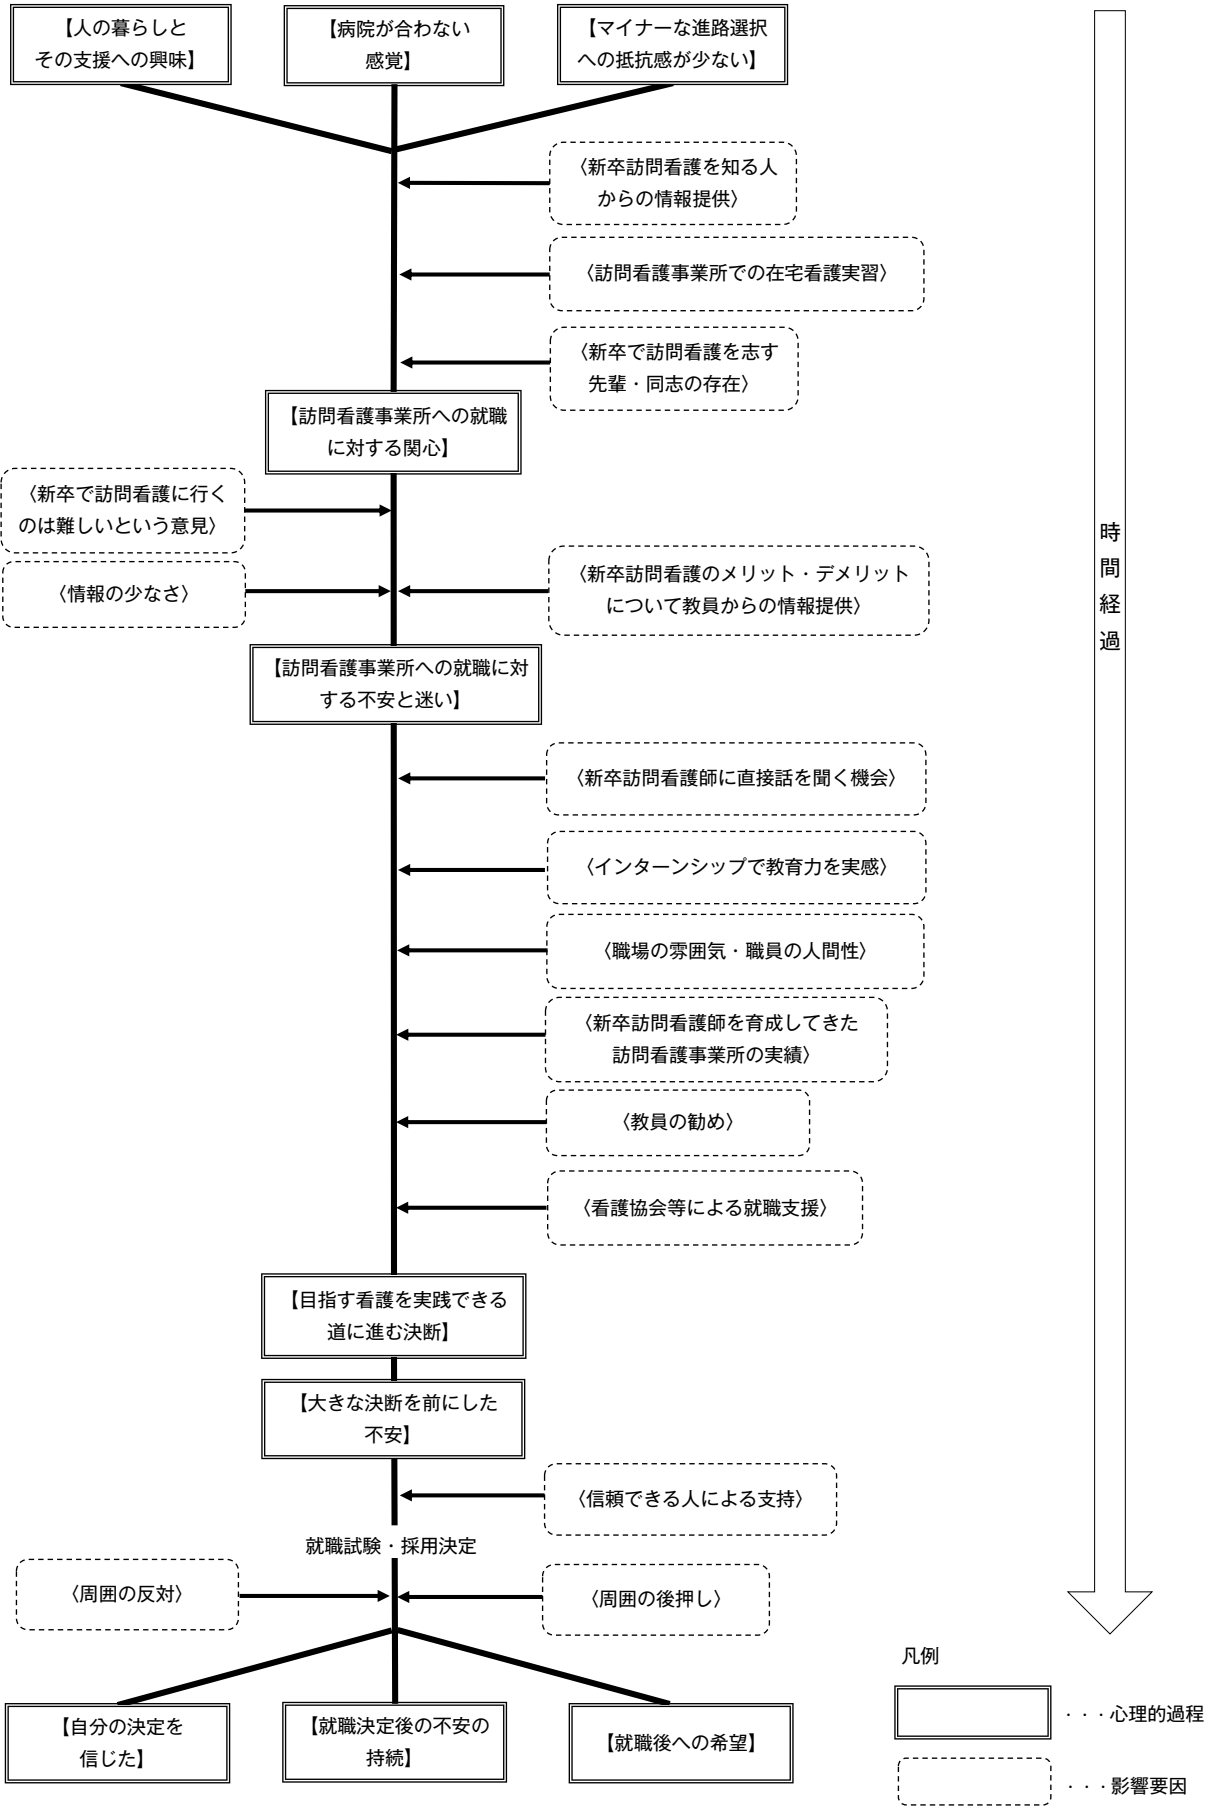 【人の暮らしと
その支援への興味】
【病院が合わない
感覚】
【マイナーな進路選択
への抵抗感が少ない】
〈新卒訪問看護を知る人
からの情報提供〉
〈訪問看護事業所での在宅看護実習〉
〈新卒で訪問看護を志す
先輩・同志の存在〉
【訪問看護事業所への就職
に対する関心】
〈新卒で訪問看護に行く
のは難しいという意見〉
〈情報の少なさ〉
〈新卒訪問看護のメリット・デメリット
について教員からの情報提供〉
【訪問看護事業所への就職に対
する不安と迷い】
〈新卒訪問看護師に直接話を聞く機会〉
〈インターンシップで教育力を実感〉
〈職場の雰囲気・職員の人間性〉
〈新卒訪問看護師を育成してきた
訪問看護事業所の実績〉
〈教員の勧め〉
〈看護協会等による就職支援〉
【目指す看護を実践できる
道に進む決断】
【大きな決断を前にした
不安】
〈信頼できる人による支持〉
就職試験・採用決定
〈周囲の反対〉
〈周囲の後押し〉
【自分の決定を
信じた】
【就職決定後の不安の
持続】
【就職後への希望】
時間経過
凡例
・・・心理的過程
・・・影響要因